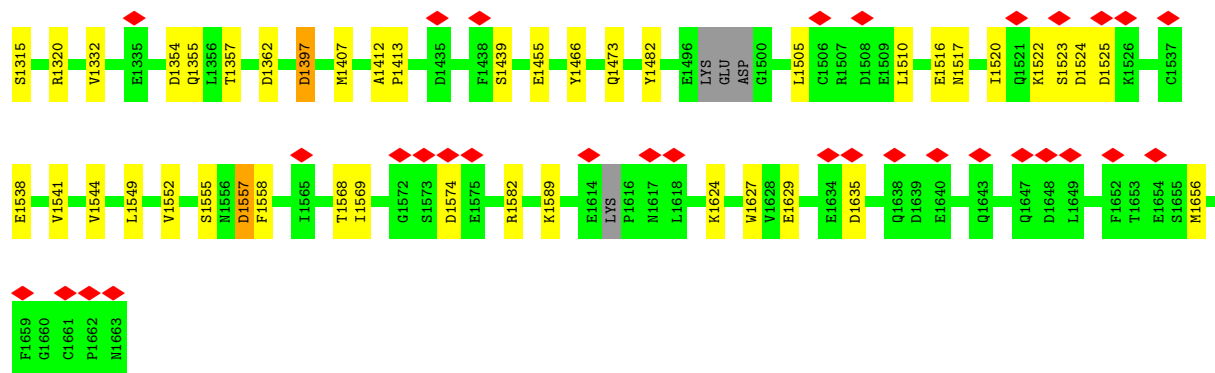 S1315 R1320 V1332 E1335 D1354 Q1355 L1356 T1357 D1362 D1397 M1407 A1412 P1413 D1435 F1438 S1439 E1455 Y1466 Q1473 Y1482 E1496 LYS GLU ASP G1500 L1505 C1506 R1507 D1508 E1509 L1510 E1516 N1517 I1520 Q1521 K1522 S1523 D1524 D1525 K1526 C1537
E1538 V1541 V1544 L1549 V1552 S1555 N1556 D1557 F1558 I1565 T1568 I1569 G1572 S1573 D1574 E1575 R1582 K1589 E1614 LYS P1616 N1617 L1618 K1624 W1627 V1628 E1629 E1634 D1635 Q1638 D1639 E1640 Q1643 Q1647 D1648 L1649 F1652 T1653 E1654 S1655 M1656
F1659 G1660 C1661 P1662 N1663